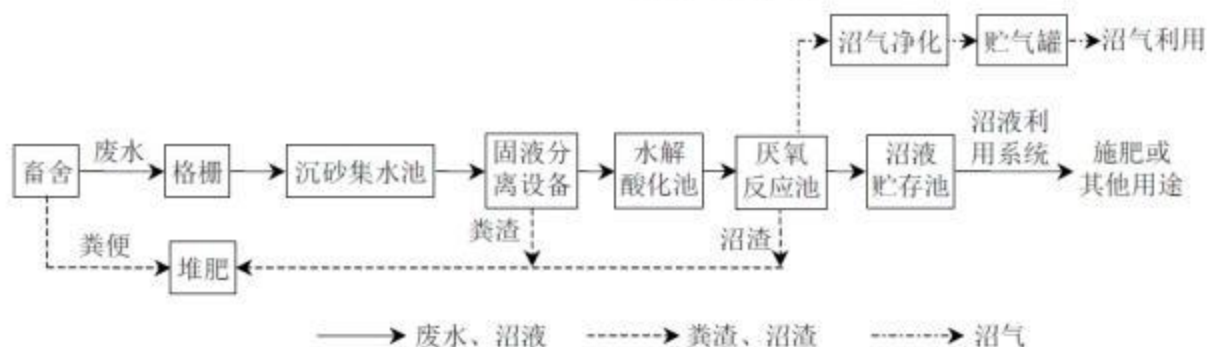 沼气净化
贮气罐
沼气利用
畜舍
废水
格栅
沉砂集水池
固液分
离设备
水解
酸化池
厌氧
反应池
沼液
贮存池
沼液利
用系统
施肥或
其他用途
粪便
堆肥
粪渣
沼渣
废水、沼液
粪渣、沼渣
沼气